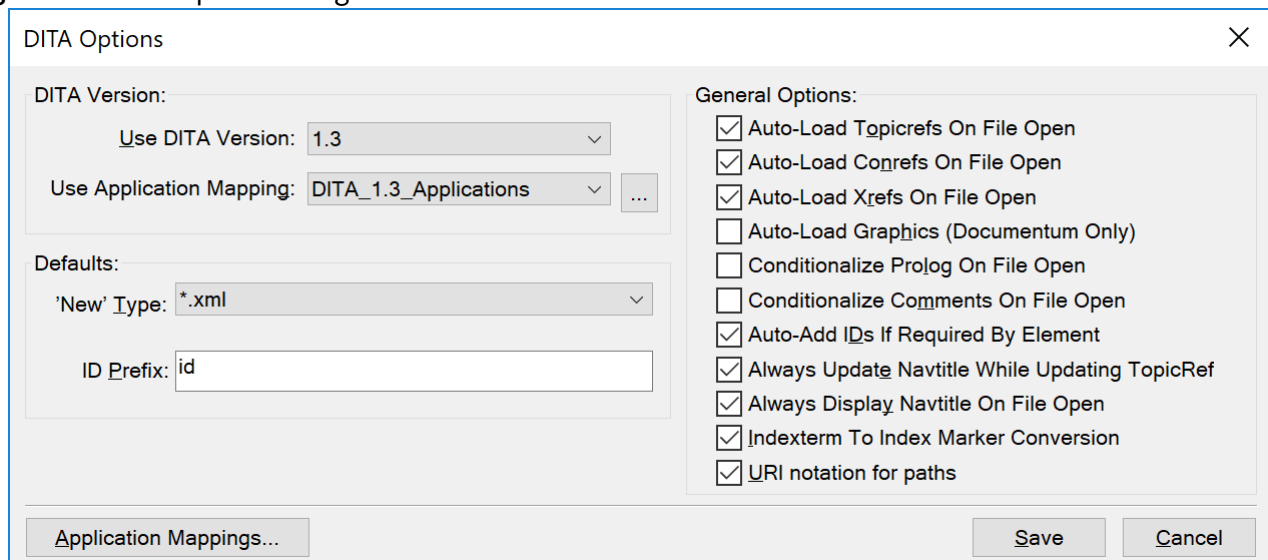 DITA Options
DITA Version:
Use DITA Version: 1.3
Use Application Mapping: DITA_1.3_Applications ...
Defaults:
'New' Type: *.xml
ID Prefix: id
General Options:
Auto-Load Topicrefs On File Open
Auto-Load Conrefs On File Open
Auto-Load Xrefs On File Open
Auto-Load Graphics (Documentum Only)
Conditionalize Prolog On File Open
Conditionalize Comments On File Open
Auto-Add IDs If Required By Element
Always Update Navtitle While Updating TopicRef
Always Display Navtitle On File Open
Indexterm To Index Marker Conversion
URI notation for paths
Application Mappings... Save Cancel